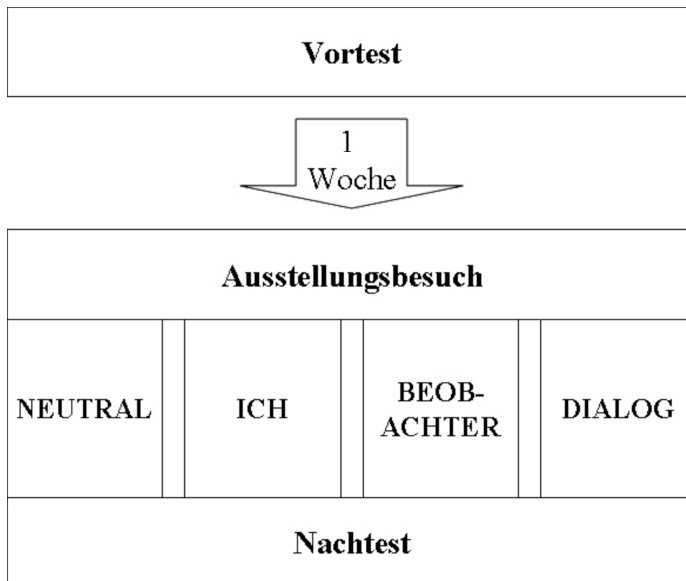 Vortest
1
Woche
Ausstellungsbesuch
NEUTRAL
ICH
BEOB-
ACHTER
DIALOG
Nachtest